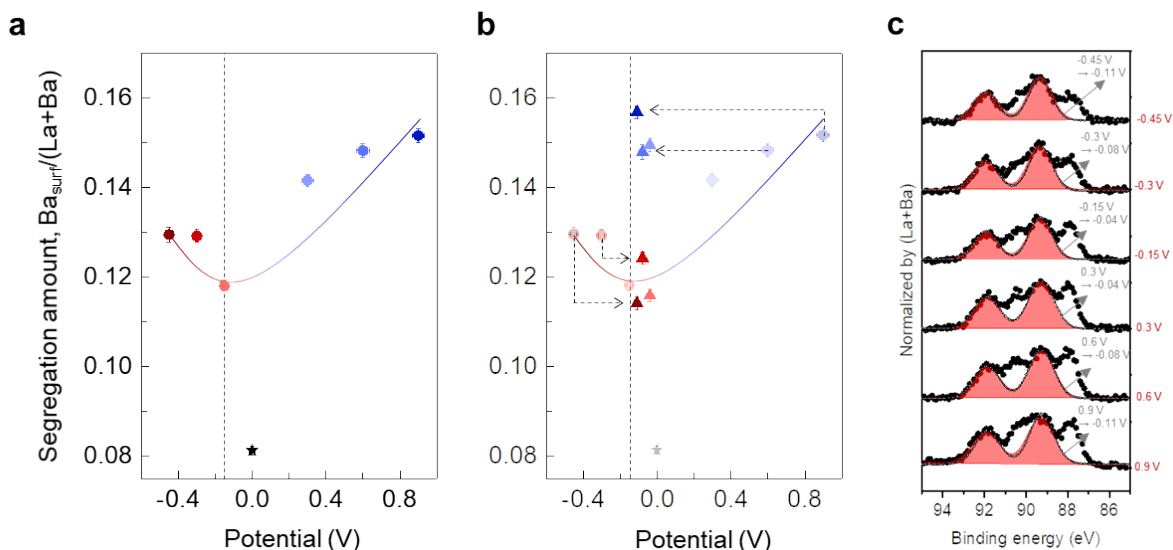 a
b
c
Segregation amount, Ba_surf/(La+Ba)
0.16
0.14
0.12
0.10
0.08
-0.4
0.0
0.4
0.8
Potential (V)
0.16
0.14
0.12
0.10
0.08
-0.4
0.0
0.4
0.8
Potential (V)
Normalized by (La+Ba)
-0.45 V
→ -0.11 V
-0.45 V
-0.3 V
→ -0.08 V
-0.3 V
-0.15 V
→ -0.04 V
-0.15 V
0.3 V
→ -0.04 V
0.3 V
0.6 V
→ -0.08 V
0.6 V
0.9 V
→ -0.11 V
0.9 V
94
92
90
88
86
Binding energy (eV)